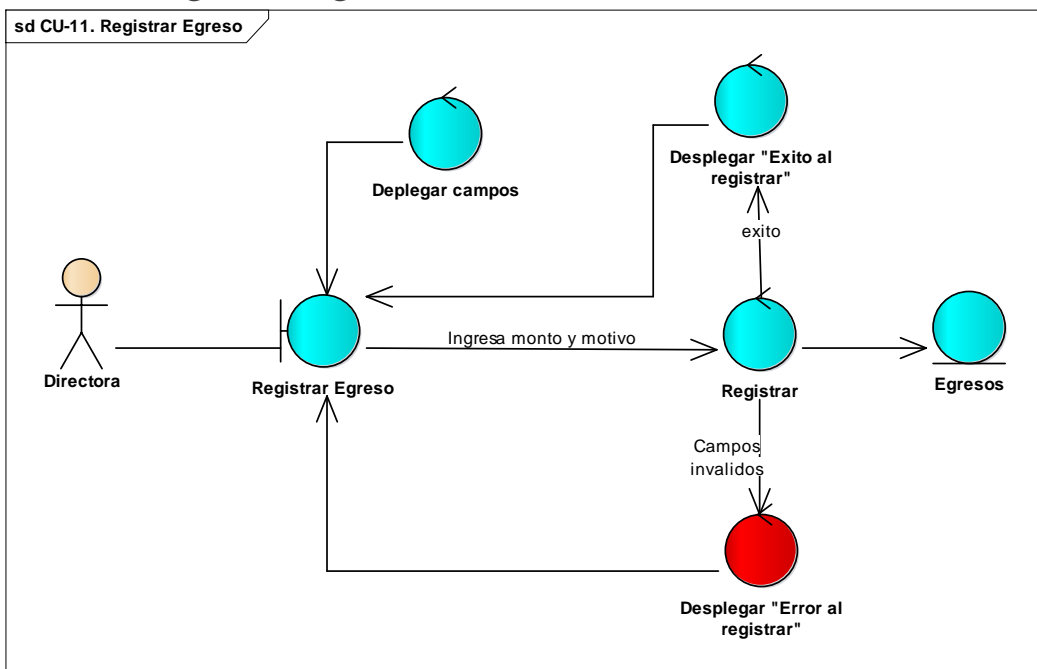 sd CU-11. Registrar Egreso
Deplegar campos
Desplegar "Exito al
registrar"
exito
Directora
Registrar Egreso
Ingresa monto y motivo
Registrar
Egresos
Campos
invalidos
Desplegar "Error al
registrar"